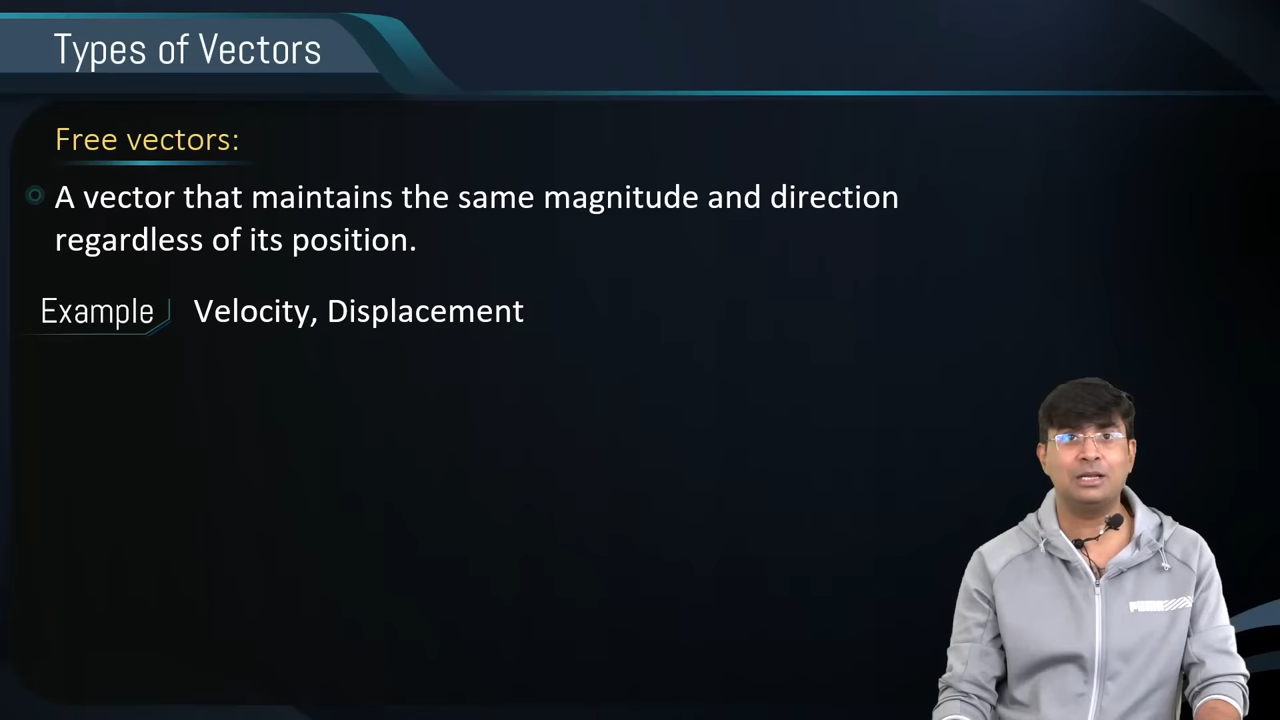 Types of Vectors
Free vectors:
A vector that maintains the same magnitude and direction
regardless of its position.
Example Velocity, Displacement
PUMA